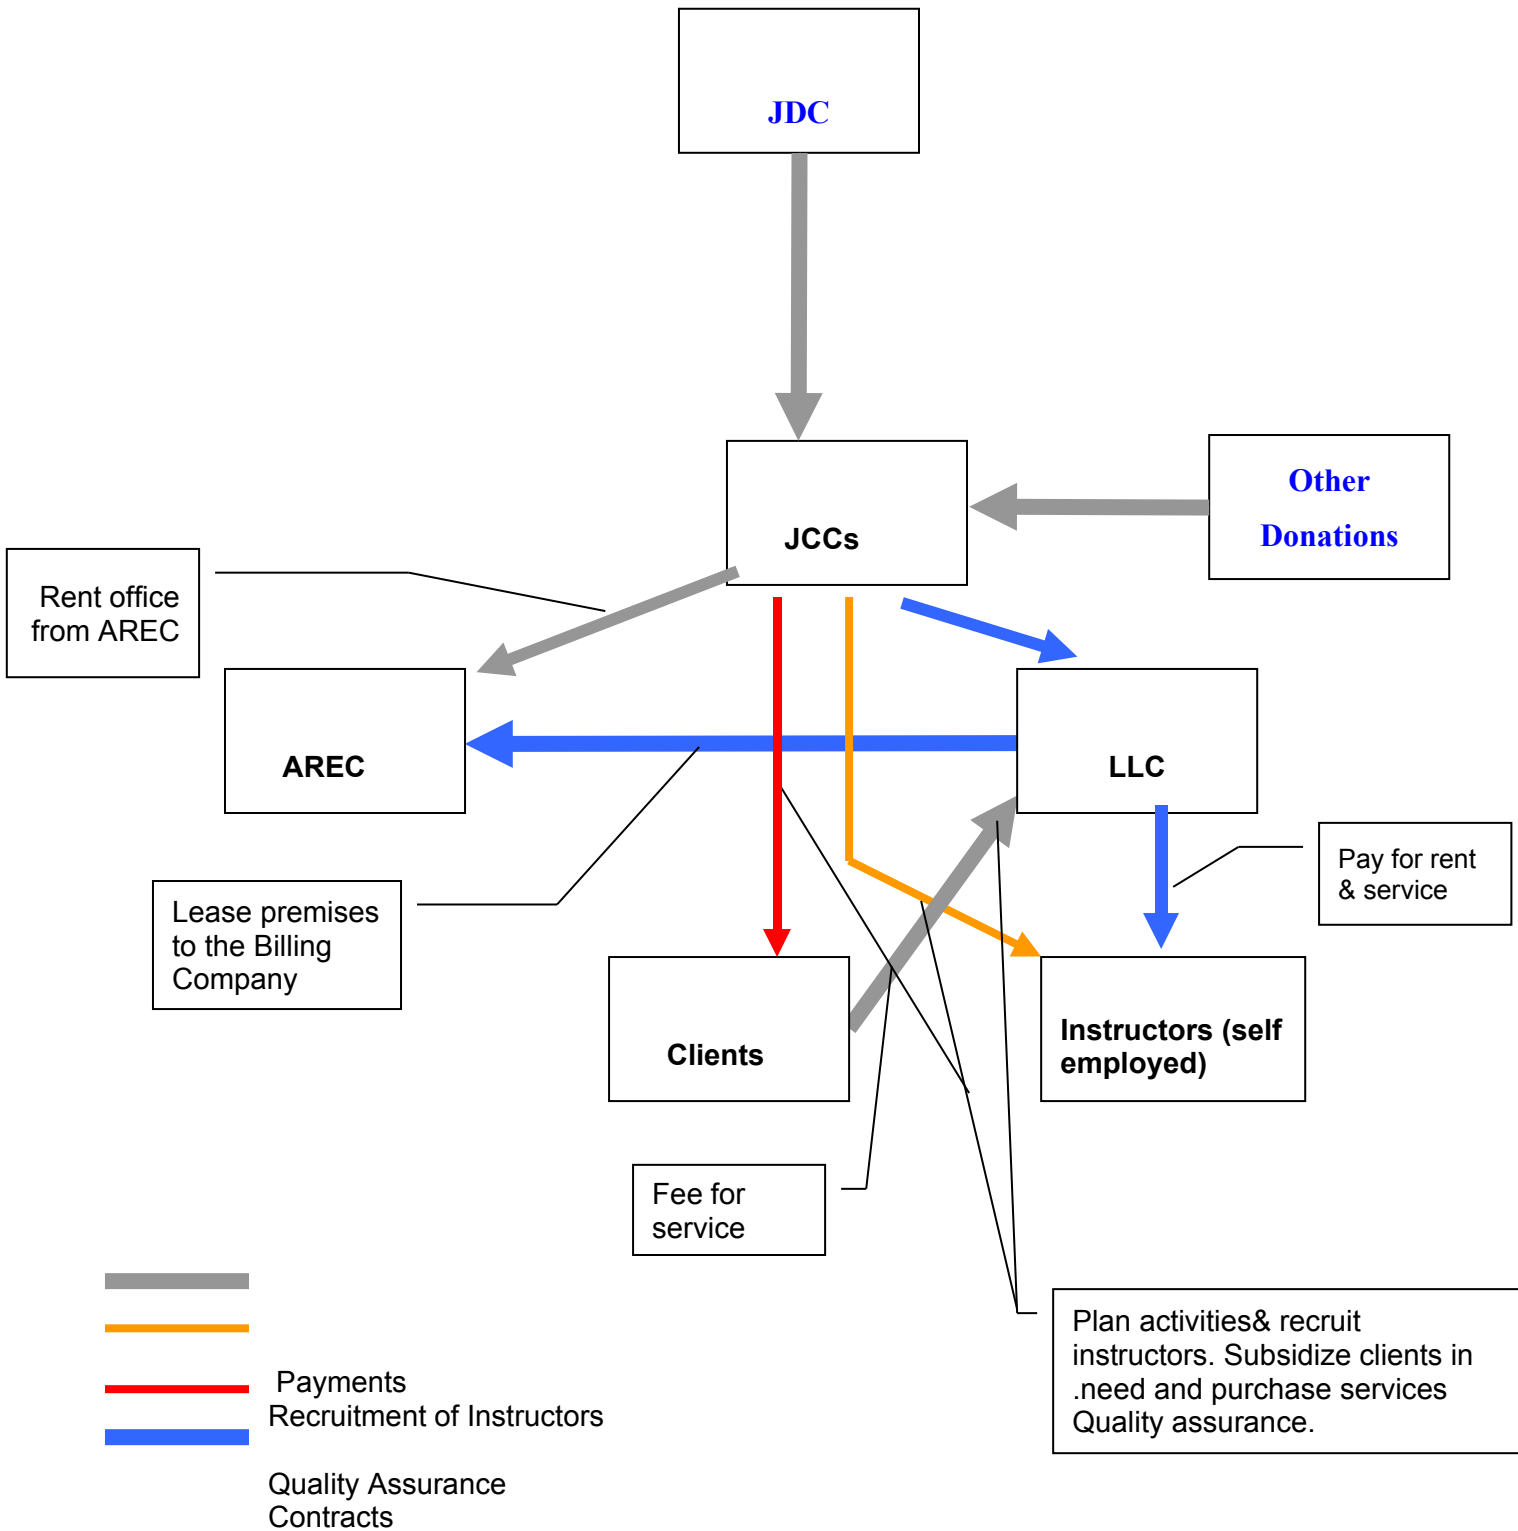 JDC
JCCs
Other
Donations
Rent office
from AREC
AREC
LLC
Pay for rent
& service
Lease premises
to the Billing
Company
Clients
Instructors (self
employed)
Fee for
service
Plan activities& recruit
instructors. Subsidize clients in
.need and purchase services
Quality assurance.
Payments
Recruitment of Instructors
Quality Assurance
Contracts